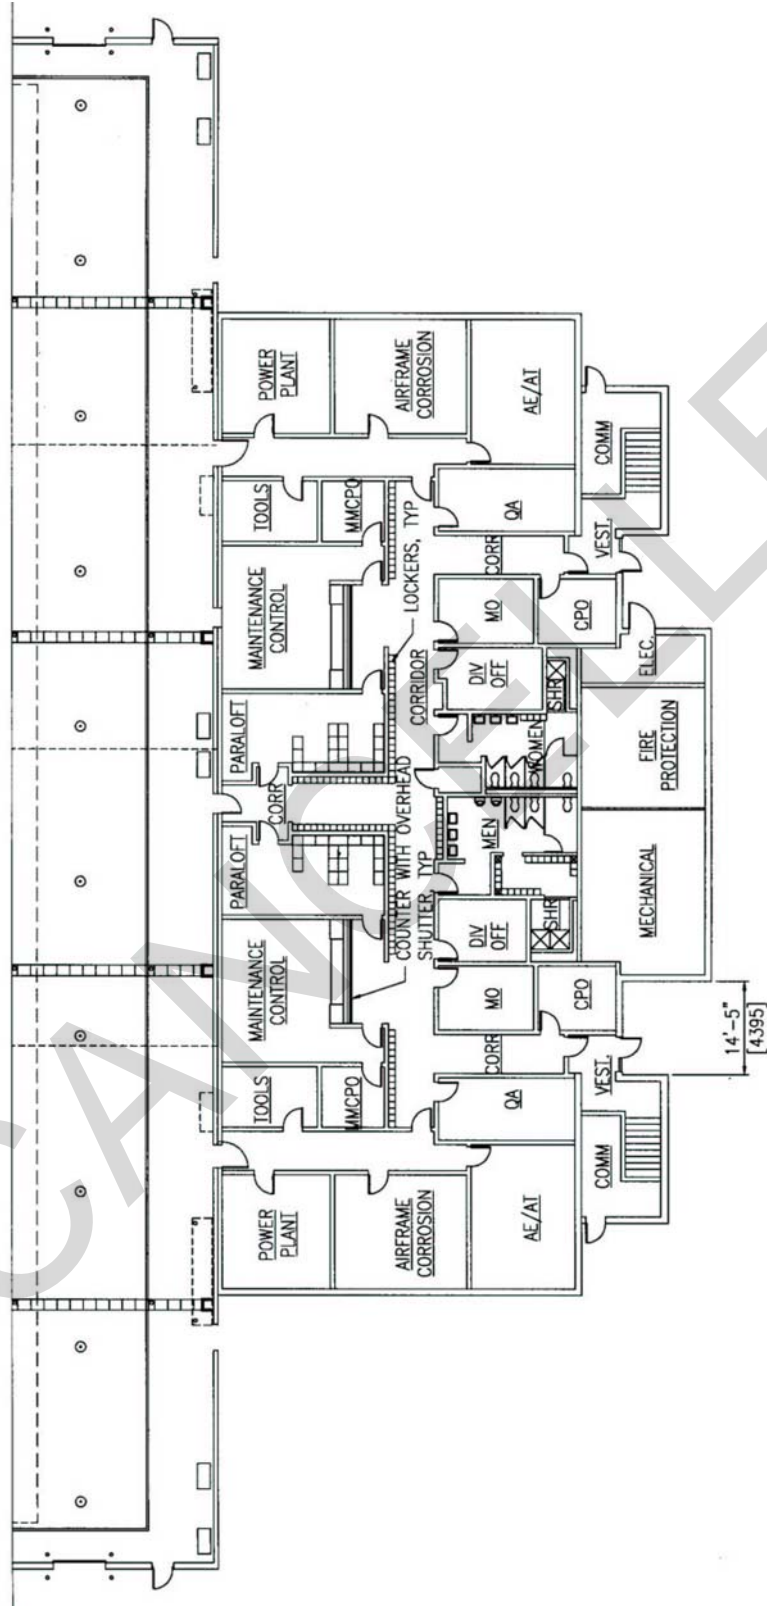 POWER
PLANT
AIRFRAME
CORROSION
AE/AT
COMM
TOOLS
MMCPO
QA
VEST.
MAINTENANCE
CONTROL
LOCKERS, TYP
CORR
MO
CPO
ELEC.
CORRIDOR
DIV
OFF
SHR
PARALOFT
WOMEN
FIRE
PROTECTION
CORR
COUNTER WITH OVERHEAD
SHUTTER, TYP
MEN
PARALOFT
MECHANICAL
DIV
OFF
SHR
MAINTENANCE
CONTROL
MO
CPO
14'-5"
[4395]
CORR
VEST.
TOOLS
MMCPO
QA
COMM
POWER
PLANT
AIRFRAME
CORROSION
AE/AT
CANCELLE